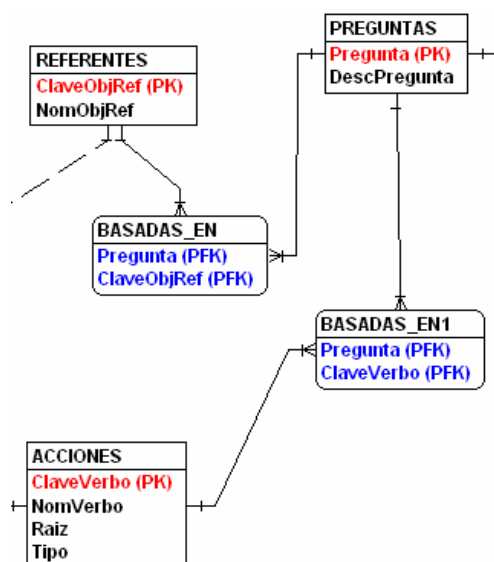 PREGUNTAS
Pregunta (PK)
DescPregunta
REFERENTES
ClaveObjRef (PK)
NomObjRef
BASADAS_EN
Pregunta (PFK)
ClaveObjRef (PFK)
BASADAS_EN1
Pregunta (PFK)
ClaveVerbo (PFK)
ACCIONES
ClaveVerbo (PK)
NomVerbo
Raiz
Tipo